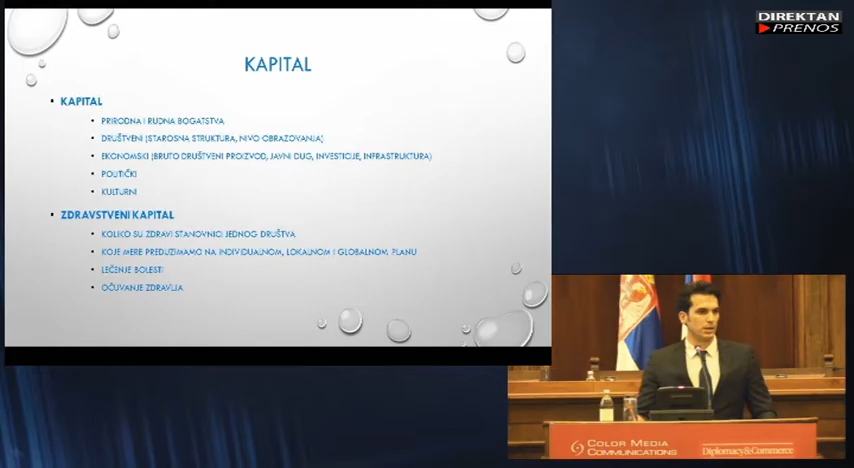 DIREKTAN
PRENOS
KAPITAL
• KAPITAL
• PRIRODNA I RUDNA BOGATSTVA
• DRUŠTVENI (STAROSNA STRUKTURA, NIVO OBRAZOVANJA)
• EKONOMSKI (BRUTO DRUŠTVENI PROIZVOD, JAVNI DUG, INVESTICIJE, INFRASTRUKTURA)
• POLITIČKI
• KULTURNI
• ZDRAVSTVENI KAPITAL
• KOLIKO SU ZDRAVI STANOVNICI JEDNOG DRUŠTVA
• KOJE MERE PREDUZIMAMO NA INDIVIDUALNOM, LOKALNOM I GLOBALNOM PLANU
• LEČENJE BOLESTI
• OČUVANJE ZDRAVLJA
COLOR MEDIA
COMMUNICATIONS
Diplomacy&Commerce